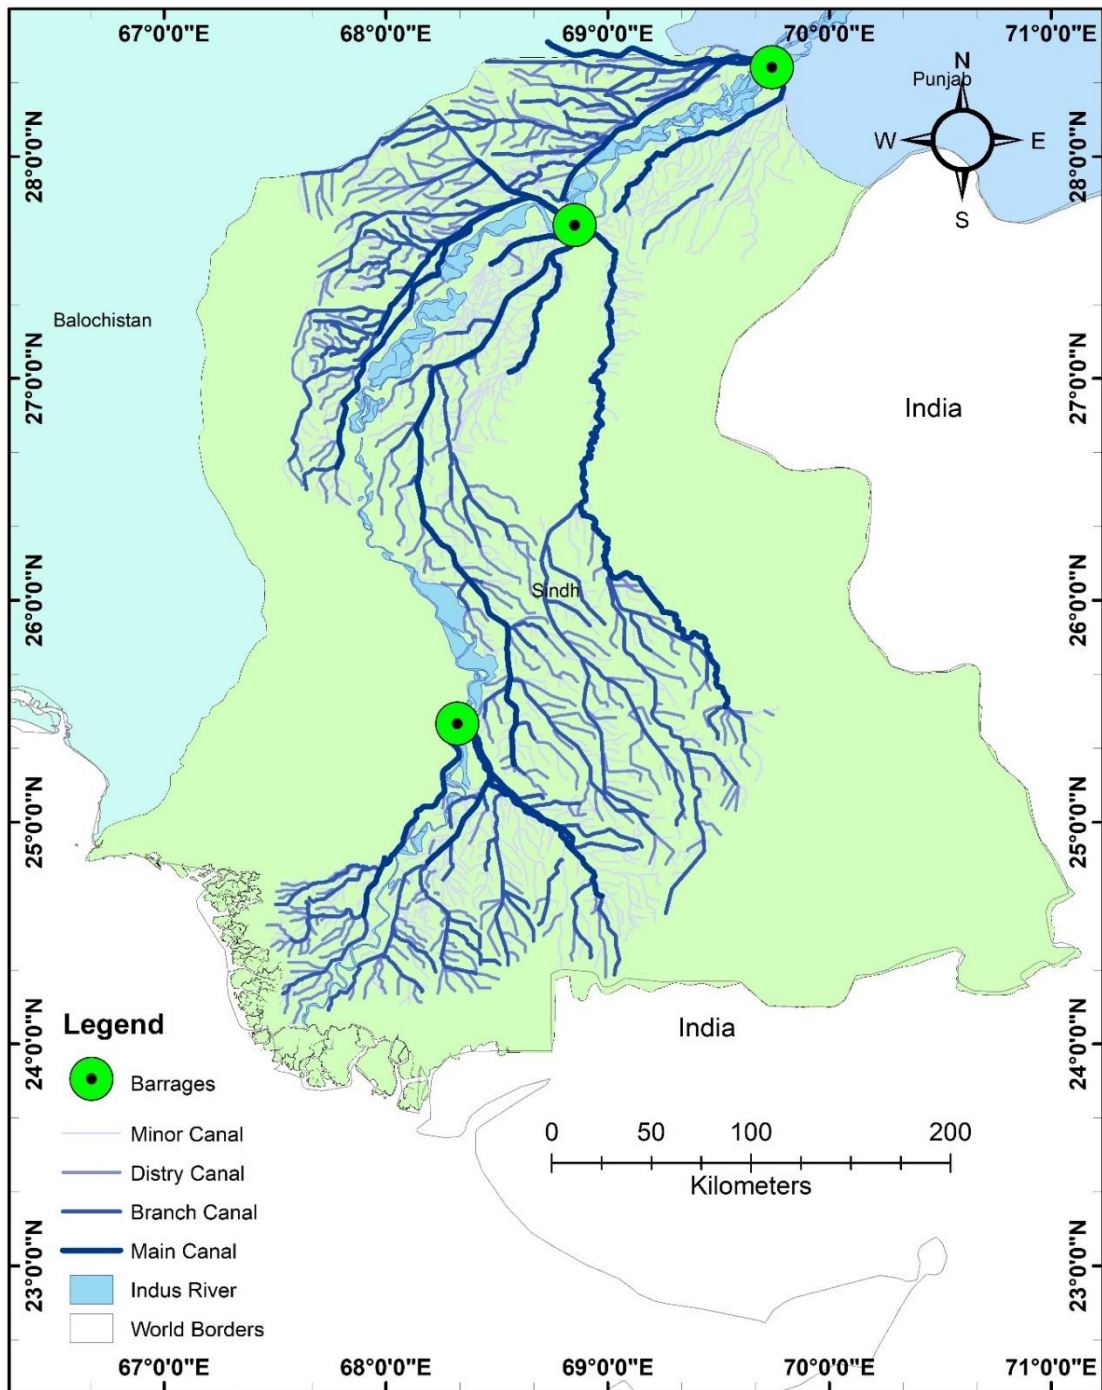 67°0'0"E 68°0'0"E 69°0'0"E 70°0'0"E 71°0'0"E
Punjab
N
W E
S
28°0'0"N 28°0'0"N
Balochistan
27°0'0"N 27°0'0"N
India
Sindh
26°0'0"N 26°0'0"N
25°0'0"N 25°0'0"N
24°0'0"N 24°0'0"N
India
Legend
Barrages
Minor Canal
Distry Canal
Branch Canal
Main Canal
Indus River
World Borders
0 50 100 200
Kilometers
23°0'0"N 23°0'0"N
67°0'0"E 68°0'0"E 69°0'0"E 70°0'0"E 71°0'0"E